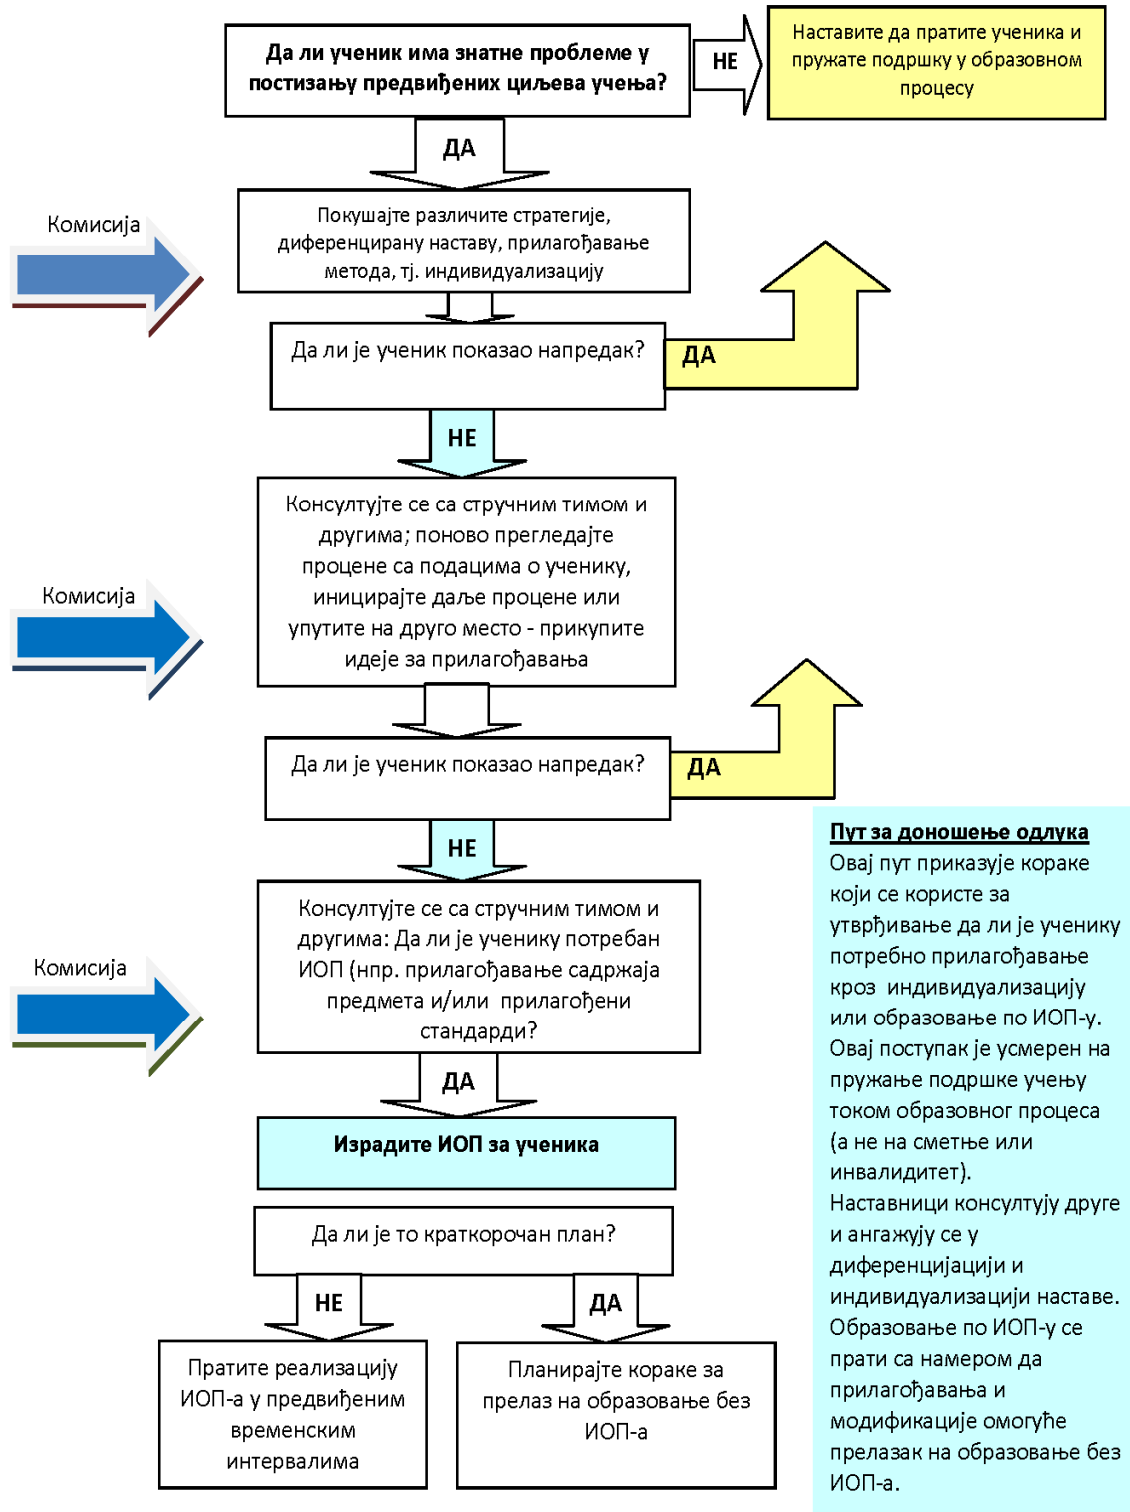 Да ли ученик има знатне проблеме у
постизању предвиђених циљева учења?
НЕ
Наставите да пратите ученика и
пружате подршку у образовном
процесу
ДА
Комисија
Покушајте различите стратегије,
диференцирану наставу, прилагођавање
метода, тј. индивидуализацију
Да ли је ученик показао напредак?
ДА
НЕ
Консултујте се са стручним тимом и
другима; поново прегледајте
процене са подацима о ученику,
иницирајте даље процене или
упутите на друго место - прикупите
идеје за прилагођавања
Комисија
Да ли је ученик показао напредак?
ДА
НЕ
Консултујте се са стручним тимом и
другима: Да ли је ученику потребан
ИОП (нпр. прилагођавање садржаја
предмета и/или прилагођени
стандарди?
Комисија
ДА
Израдите ИОП за ученика
Да ли је то краткорочан план?
НЕ
ДА
Пратите реализацију
ИОП-а у предвиђеним
временским
интервалима
Планирајте кораке за
прелаз на образовање без
ИОП-а
Пут за доношење одлука
Овај пут приказује кораке
који се користе за
утврђивање да ли је ученику
потребно прилагођавање
кроз индивидуализацију
или образовање по ИОП-у.
Овај поступак је усмерен на
пружање подршке учењу
током образовног процеса
(а не на сметње или
инвалидитет).
Наставници консултују друге
и ангажују се у
диференцијацији и
индивидуализацији наставе.
Образовање по ИОП-у се
прати са намером да
прилагођавања и
модификације омогуће
прелазак на образовање без
ИОП-а.